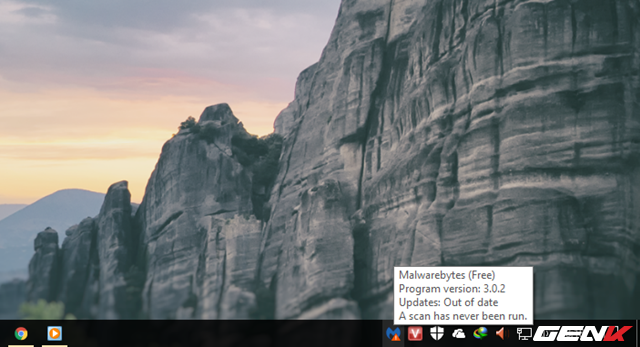 Malwarebytes (Free)
Program version: 3.0.2
Updates: Out of date
A scan has never been run.
GENK